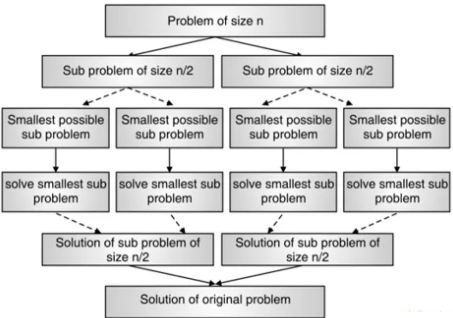 Problem of size n
Sub problem of size n/2
Sub problem of size n/2
Smallest possible
sub problem
Smallest possible
sub problem
Smallest possible
sub problem
Smallest possible
sub problem
solve smallest sub
problem
solve smallest sub
problem
solve smallest sub
problem
solve smallest sub
problem
Solution of sub problem of
size n/2
Solution of sub problem of
size n/2
Solution of original problem